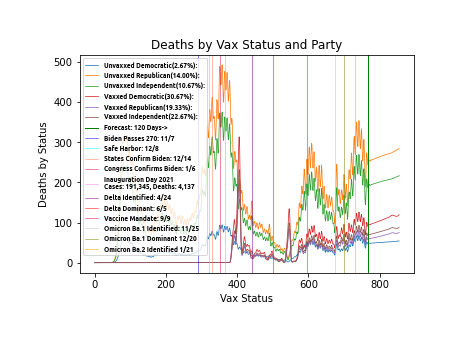 Deaths by Vax Status and Party
Deaths by Status
500
400
300
200
100
0
Unvaxxed Democratic(2.67%):
Unvaxxed Republican(14.00%):
Unvaxxed Independent(10.67%):
Vaxxed Democratic(30.67%):
Vaxxed Republican(19.33%):
Vaxxed Independent(22.67%):
Forecast: 120 Days->
Biden Passes 270: 11/7
Safe Harbor: 12/8
States Confirm Biden: 12/14
Congress Confirms Biden: 1/6
Inauguration Day 2021
Cases: 191,345, Deaths: 4,137
Delta Identified: 4/24
Delta Dominant: 6/5
Vaccine Mandate: 9/9
Omicron Ba.1 Identified 11/25
Omicron Ba.1 Dominant 12/20
Omicron Ba.2 Identified 1/21
0 200 400 600 800
Vax Status